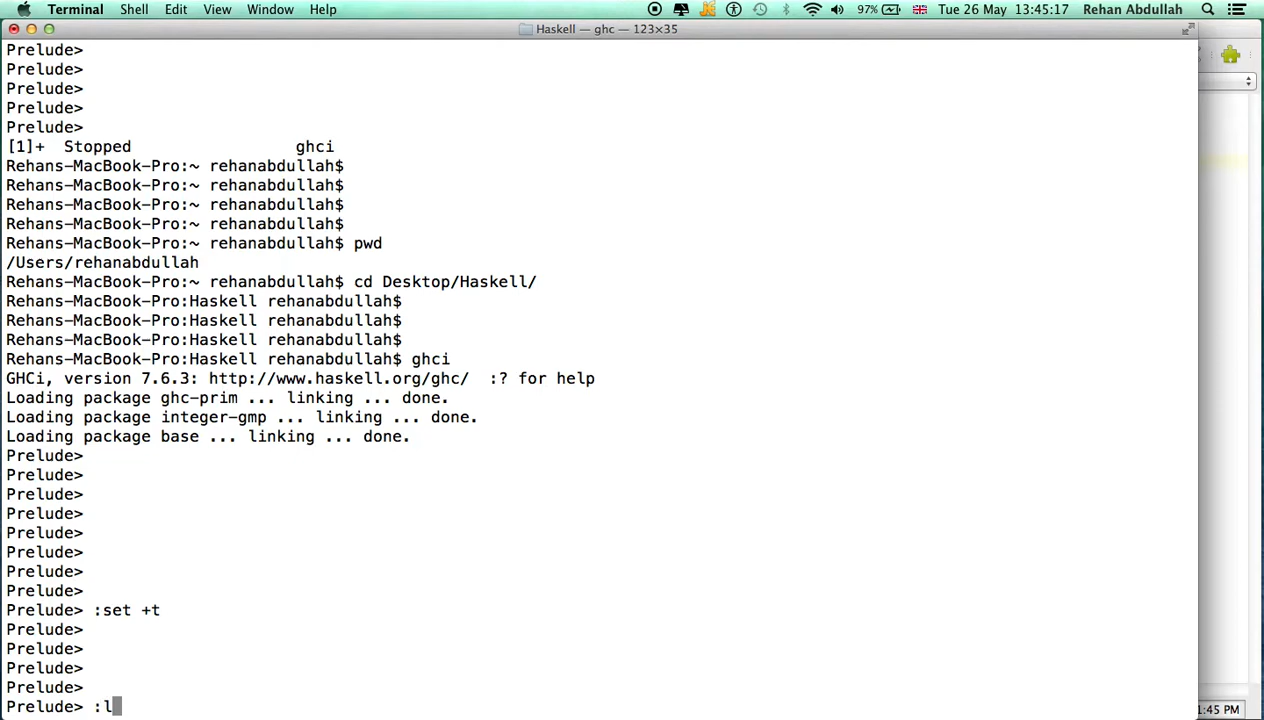 Terminal Shell Edit View Window Help 97% Tue 26 May 13:45:17 Rehan Abdullah
Haskell — ghc — 123×35
Prelude>
Prelude>
Prelude>
Prelude>
Prelude>
[1]+  Stopped                 ghci
Rehans-MacBook-Pro:~ rehanabdullah$
Rehans-MacBook-Pro:~ rehanabdullah$
Rehans-MacBook-Pro:~ rehanabdullah$
Rehans-MacBook-Pro:~ rehanabdullah$
Rehans-MacBook-Pro:~ rehanabdullah$ pwd
/Users/rehanabdullah
Rehans-MacBook-Pro:~ rehanabdullah$ cd Desktop/Haskell/
Rehans-MacBook-Pro:Haskell rehanabdullah$
Rehans-MacBook-Pro:Haskell rehanabdullah$
Rehans-MacBook-Pro:Haskell rehanabdullah$
Rehans-MacBook-Pro:Haskell rehanabdullah$ ghci
GHCi, version 7.6.3: http://www.haskell.org/ghc/  :? for help
Loading package ghc-prim ... linking ... done.
Loading package integer-gmp ... linking ... done.
Loading package base ... linking ... done.
Prelude>
Prelude>
Prelude>
Prelude>
Prelude>
Prelude>
Prelude>
Prelude>
Prelude> :set +t
Prelude>
Prelude>
Prelude>
Prelude>
Prelude> :l
1:45 PM